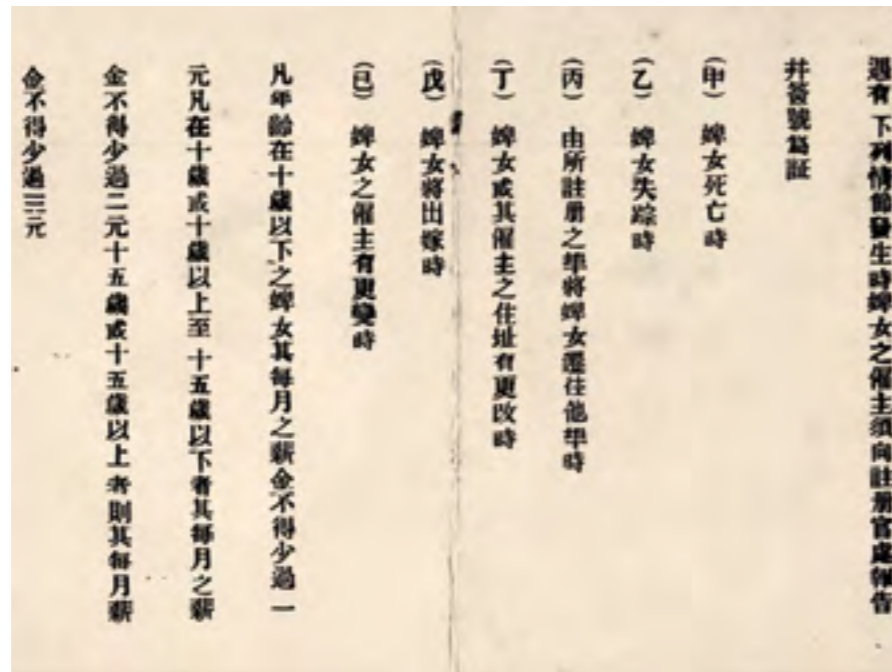 遇有下列情節發生時婢女之僱主須向註册官處報告
并簽號為証
(甲) 婢女死亡時
(乙) 婢女失踪時
(丙) 由所註册之埠將婢女遷往他埠時
(丁) 婢女或其僱主之住址有更改時
(戊) 婢女將出嫁時
(已) 婢女之僱主有更變時
凡年齡在十歲以下之婢女其每月之薪金不得少過一
元凡在十歲或十歲以上至十五歲以下者其每月之薪
金不得少過二元十五歲或十五歲以上者則其每月薪
金不得少過三元